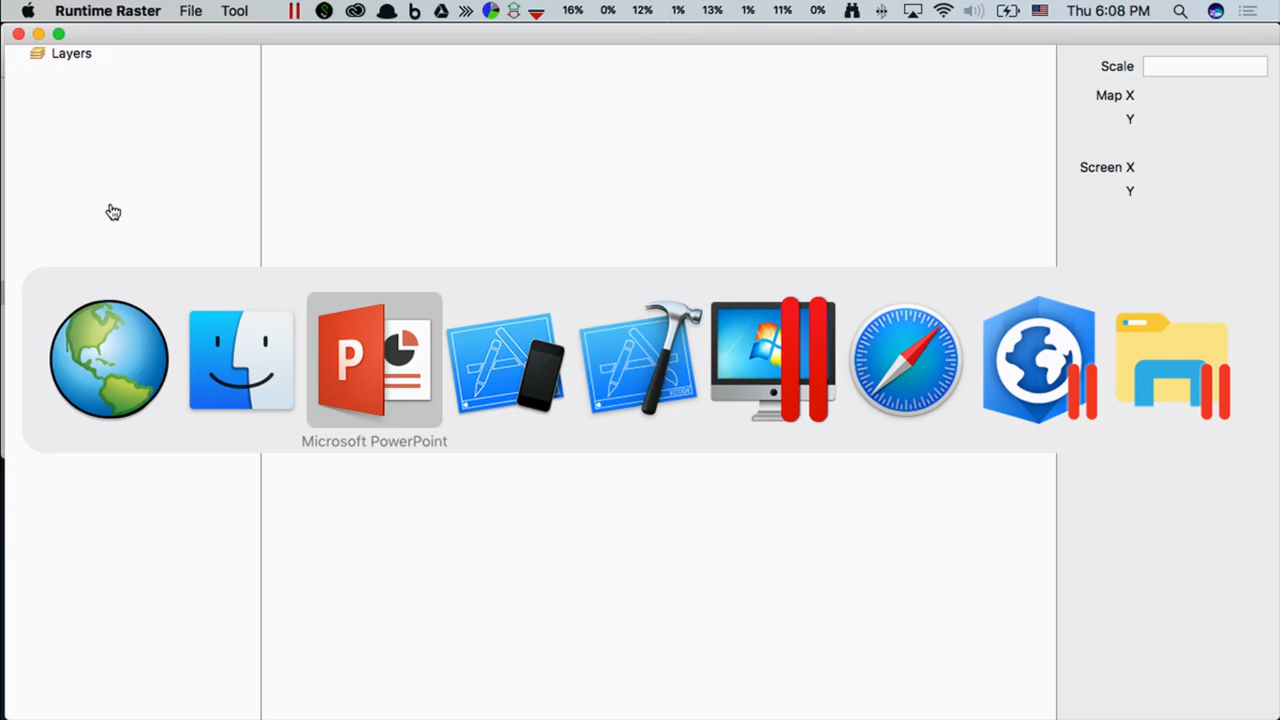 Runtime Raster File Tool 16% 0% 12% 1% 13% 1% 11% 0% Thu 6:08 PM
Layers
Scale
Map X
Y
Screen X
Y
P
XCODE
Microsoft PowerPoint